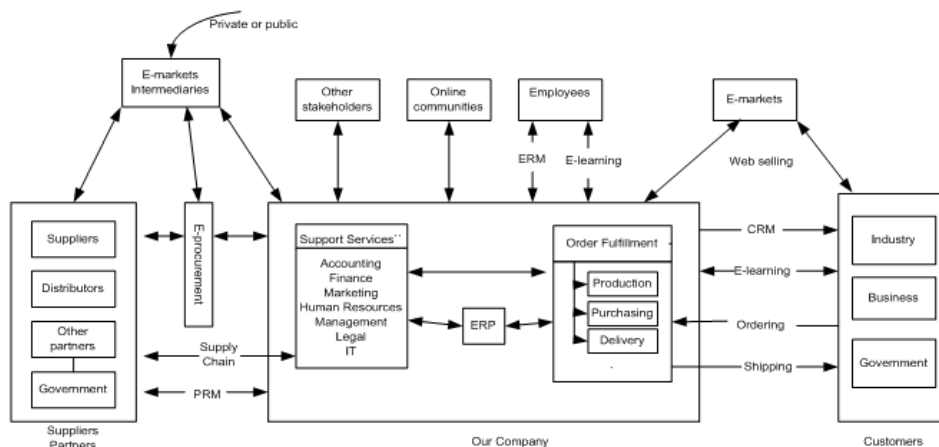 Private or public
E-markets
Intermediaries
Other
stakeholders
Online
communities
Employees
E-markets
ERM
E-learning
Web selling
Suppliers
Distributors
Other
partners
Government
Suppliers
Partners
E-procurement
Supply
Chain
PRM
Support Services
Accounting
Finance
Marketing
Human Resources
Management
Legal
IT
ERP
Order Fulfillment
Production
Purchasing
Delivery
Our Company
CRM
E-learning
Ordering
Shipping
Industry
Business
Government
Customers